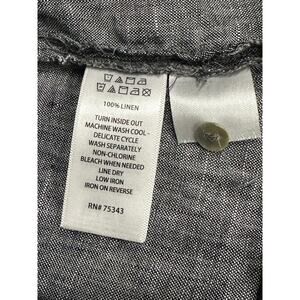 100% LINEN
TURN INSIDE OUT
MACHINE WASH COOL -
DELICATE CYCLE
WASH SEPARATELY
NON-CHLORINE
BLEACH WHEN NEEDED
LINE DRY
LOW IRON
IRON ON REVERSE
RN# 75343